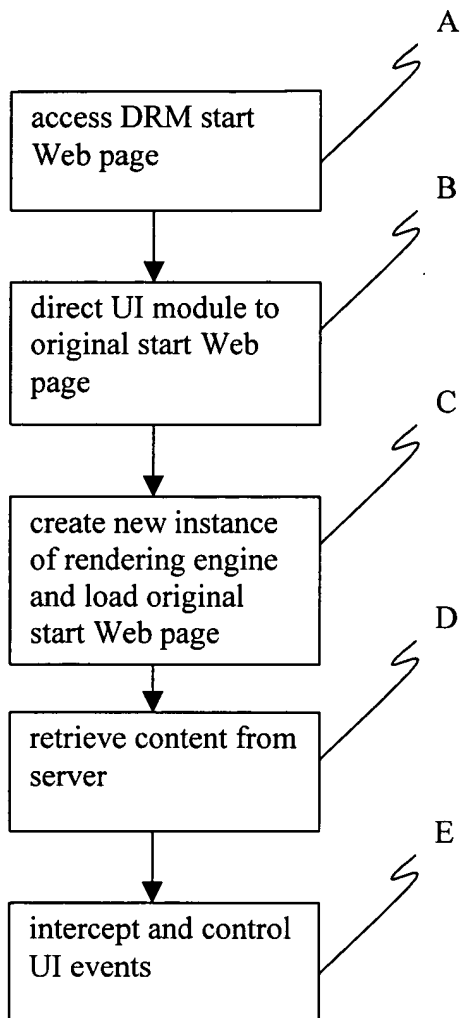 A
access DRM start
Web page
B
direct UI module to
original start Web
page
C
create new instance
of rendering engine
and load original
start Web page
D
retrieve content from
server
E
intercept and control
UI events